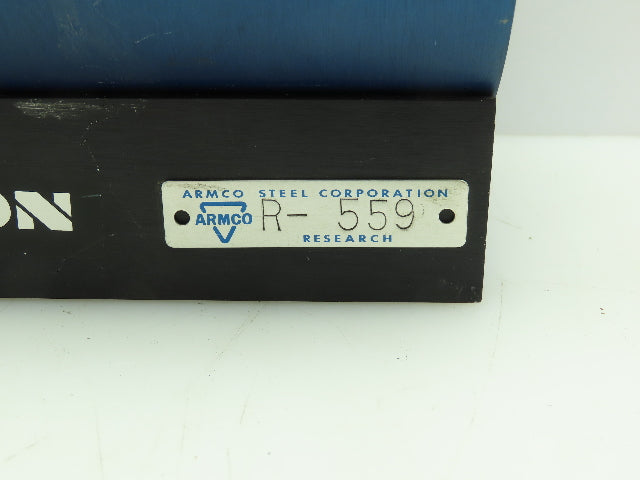 ARMCO STEEL CORPORATION
ARMCO R- 559
RESEARCH
ON